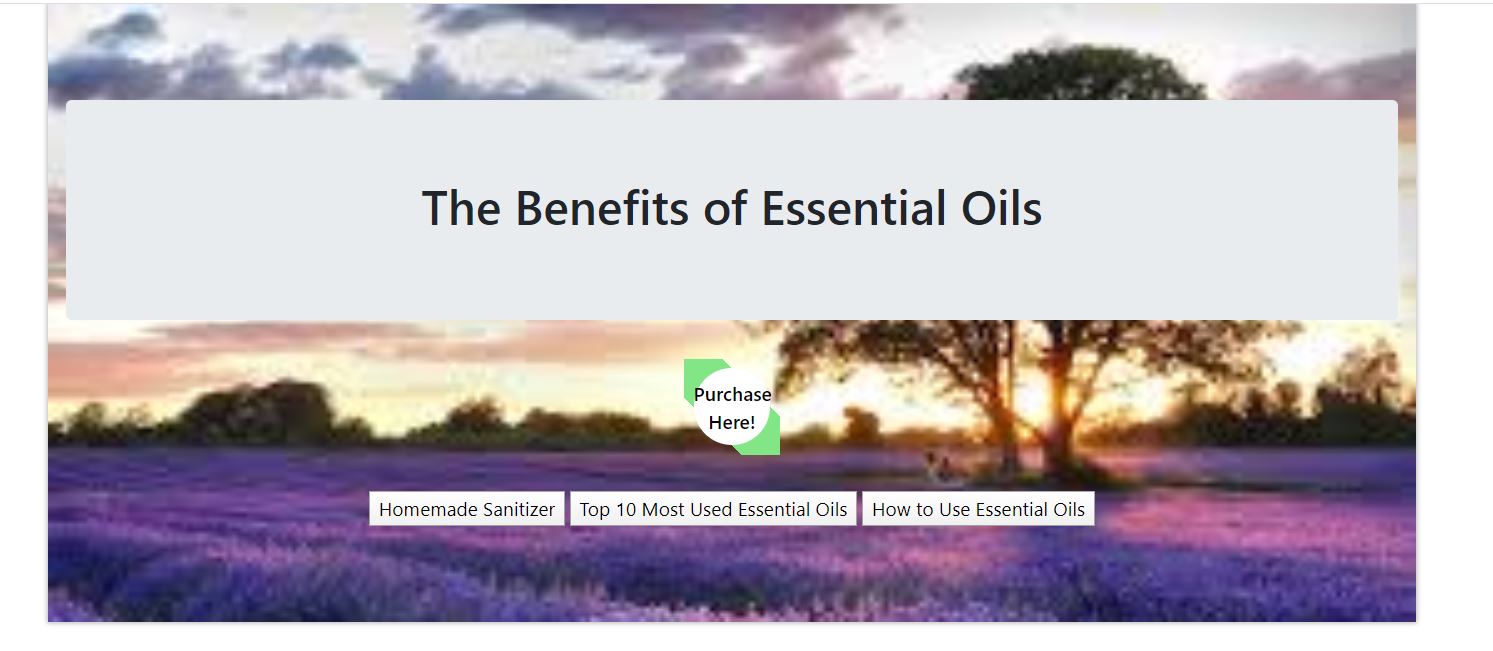 The Benefits of Essential Oils
Purchase
Here!
Homemade Sanitizer Top 10 Most Used Essential Oils How to Use Essential Oils